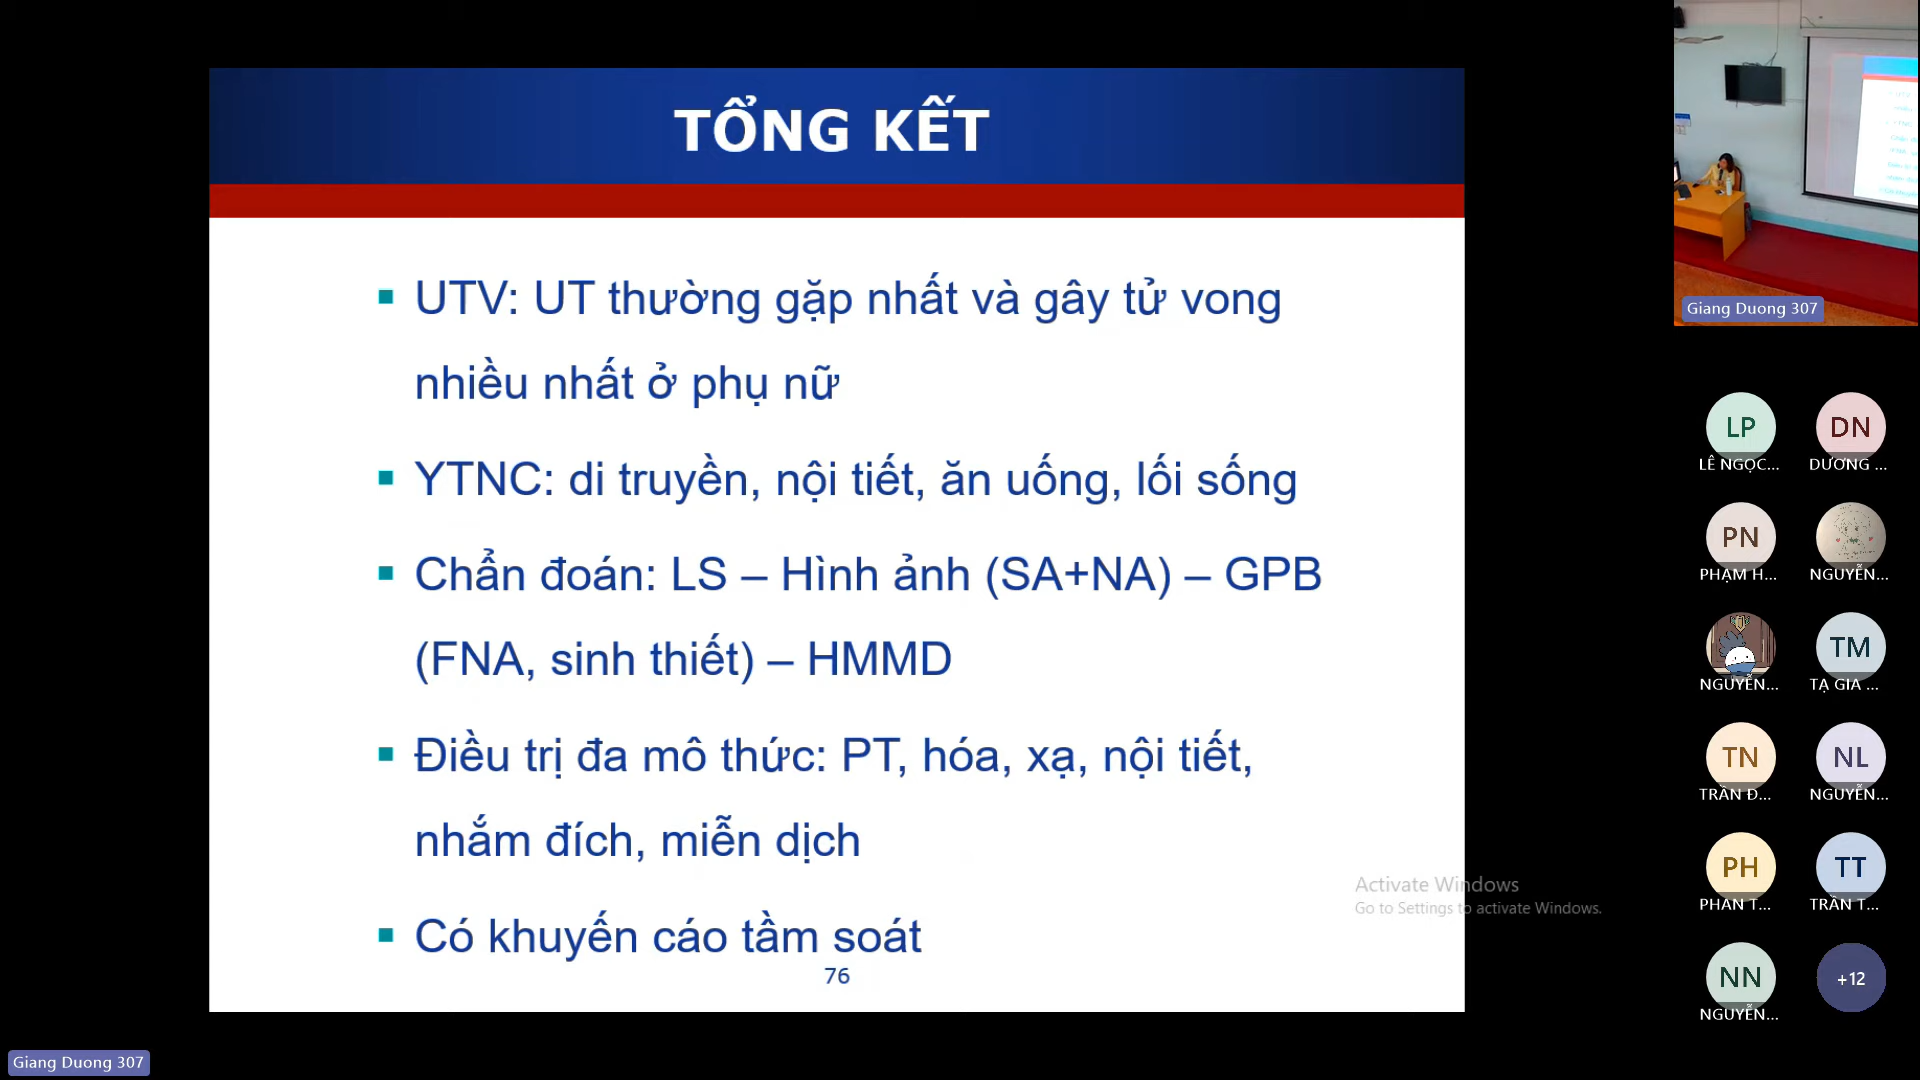 TỔNG KẾT
UTV: UT thường gặp nhất và gây tử vong
nhiều nhất ở phụ nữ
YTNC: di truyền, nội tiết, ăn uống, lối sống
Chẩn đoán: LS – Hình ảnh (SA+NA) – GPB
(FNA, sinh thiết) – HMMD
Điều trị đa mô thức: PT, hóa, xạ, nội tiết,
nhắm đích, miễn dịch
Có khuyến cáo tầm soát
76
Activate Windows
Go to Settings to activate Windows.
Giang Duong 307
Giang Duong 307
LP
DN
LÊ NGỌC...
DƯƠNG ...
PN
PHẠM H...
NGUYỄN...
TM
NGUYỄN...
TẠ GIA ...
TN
NL
TRẦN Đ...
NGUYỄN...
PH
TT
PHAN T...
TRẦN T...
NN
+12
NGUYỄN...